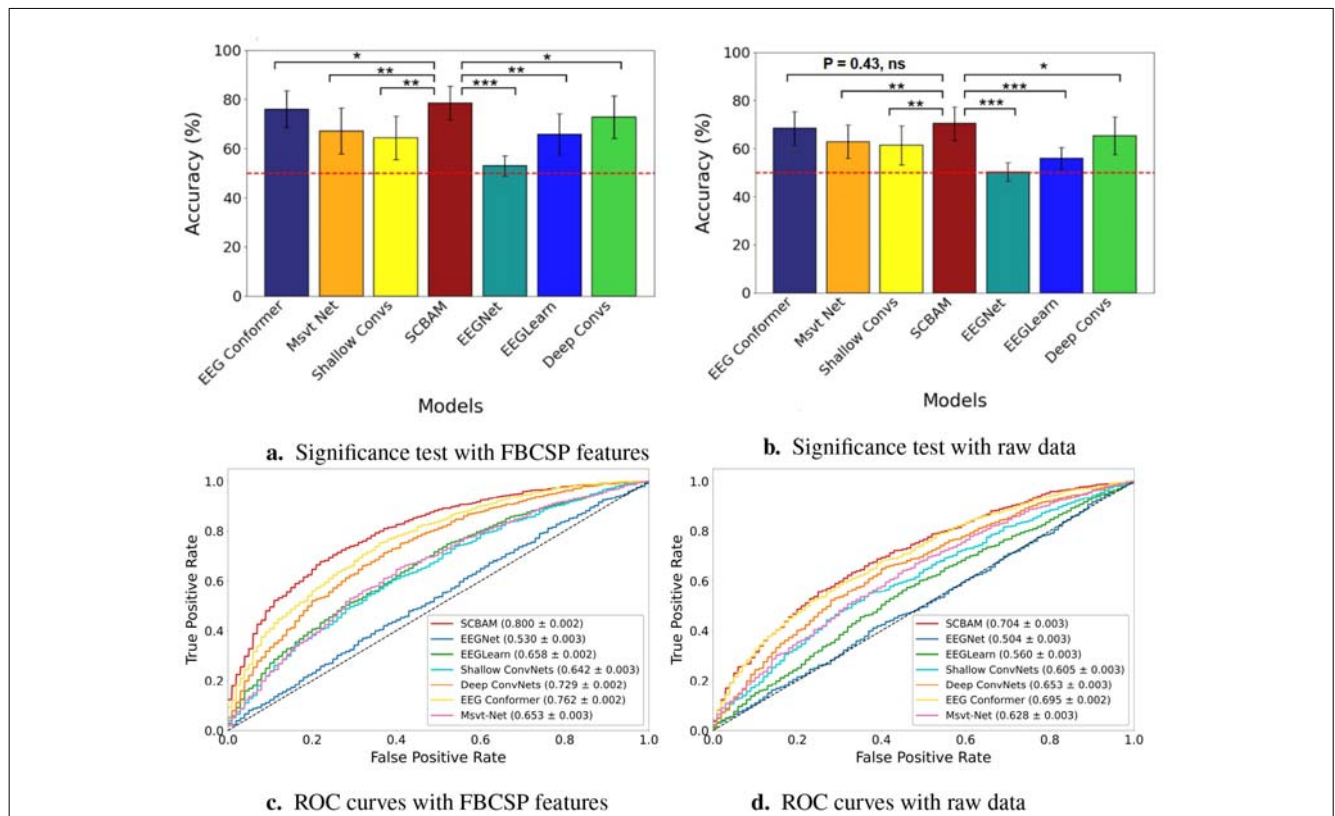 100
80
60
40
20
0
Accuracy (%)
*
*
**
**
**
***
EEG Conformer
Msvt Net
Shallow Convs
SCBAM
EEGNet
EEGLearn
Deep Convs
Models
a. Significance test with FBCSP features
100
80
60
40
20
0
Accuracy (%)
P = 0.43, ns
*
**
***
**
***
EEG Conformer
Msvt Net
Shallow Convs
SCBAM
EEGNet
EEGLearn
Deep Convs
Models
b. Significance test with raw data
1.0
0.8
0.6
0.4
0.2
0.0
True Positive Rate
SCBAM (0.800 ± 0.002)
EEGNet (0.530 ± 0.003)
EEGLearn (0.658 ± 0.002)
Shallow ConvNets (0.642 ± 0.003)
Deep ConvNets (0.729 ± 0.002)
EEG Conformer (0.762 ± 0.002)
Msvt-Net (0.653 ± 0.003)
0.0 0.2 0.4 0.6 0.8 1.0
False Positive Rate
c. ROC curves with FBCSP features
1.0
0.8
0.6
0.4
0.2
0.0
True Positive Rate
SCBAM (0.704 ± 0.003)
EEGNet (0.504 ± 0.003)
EEGLearn (0.560 ± 0.003)
Shallow ConvNets (0.605 ± 0.003)
Deep ConvNets (0.653 ± 0.003)
EEG Conformer (0.695 ± 0.002)
Msvt-Net (0.628 ± 0.003)
0.0 0.2 0.4 0.6 0.8 1.0
False Positive Rate
d. ROC curves with raw data